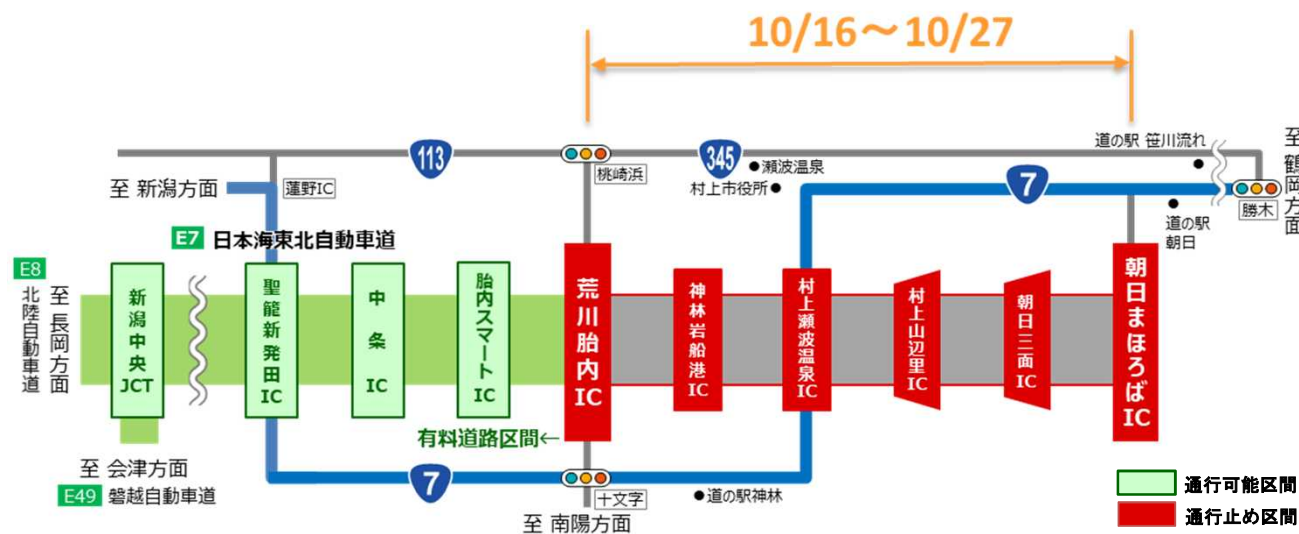 10/16～10/27
113
345
道の駅 笹川流れ
至 鶴岡方面
瀬波温泉
村上市役所
桃崎浜
至 新潟方面
蓮野IC
7
勝木
道の駅
朝日
E7 日本海東北自動車道
E8
北陸自動車道
至 長岡方面
新潟中央JCT
聖籠新発田IC
中条IC
胎内スマートIC
荒川胎内IC
神林岩船港IC
村上瀬波温泉IC
村上山辺里IC
朝日三面IC
朝日まほろばIC
有料道路区間←
至 会津方面
E49 磐越自動車道
7
十文字
道の駅神林
至 南陽方面
通行可能区間
通行止め区間